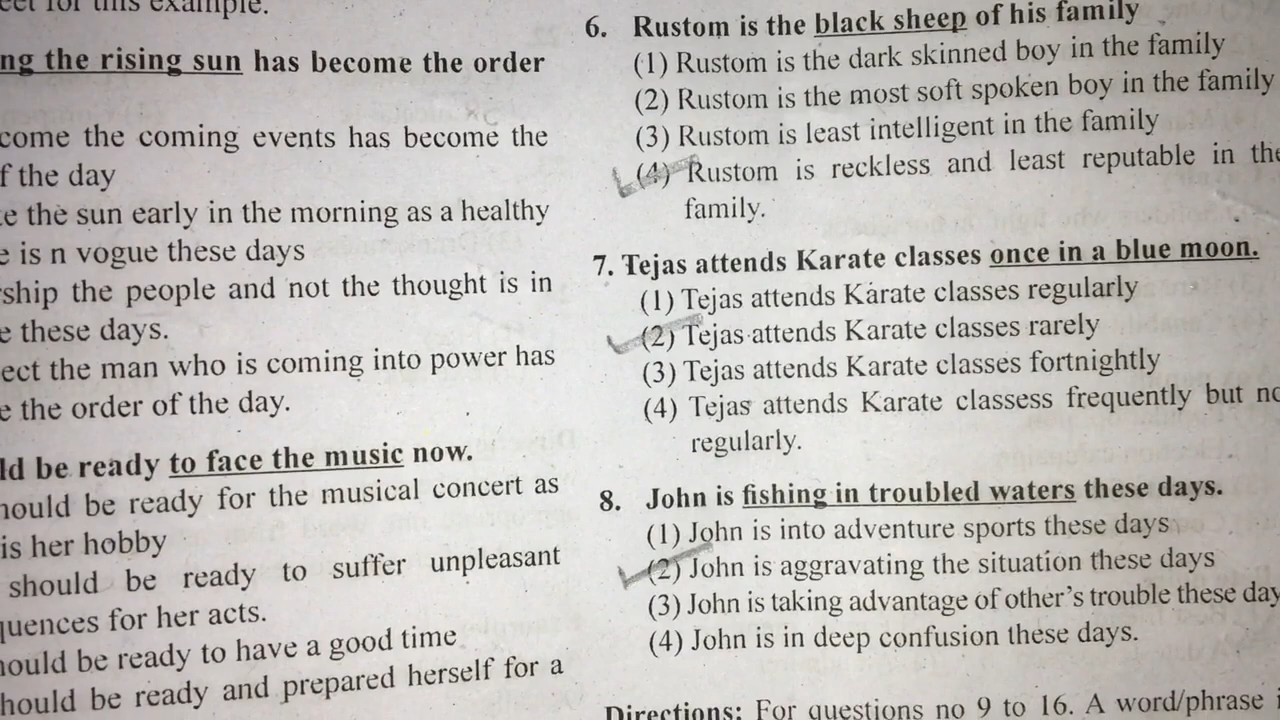 for this example.
the rising sun has become the order
the coming events has become the
the day
the sun early in the morning as a healthy
is n vogue these days
the people and not the thought is in
these days.
the man who is coming into power has
the order of the day.
be ready to face the music now.
be ready for the musical concert as
is her hobby
should be ready to suffer unpleasant
for her acts.
be ready to have a good time
be ready and prepared herself for a
6. Rustom is the black sheep of his family
(1) Rustom is the dark skinned boy in the family
(2) Rustom is the most soft spoken boy in the family
(3) Rustom is least intelligent in the family
(4) Rustom is reckless and least reputable in the
family.
7. Tejas attends Karate classes once in a blue moon.
(1) Tejas attends Karate classes regularly
(2) Tejas attends Karate classes rarely
(3) Tejas attends Karate classes fortnightly
(4) Tejas attends Karate classess frequently but
regularly.
8. John is fishing in troubled waters these days.
(1) John is into adventure sports these days
(2) John is aggravating the situation these days
(3) John is taking advantage of other's trouble these
(4) John is in deep confusion these days.
Directions: For questions no 9 to 16. A word/phrase